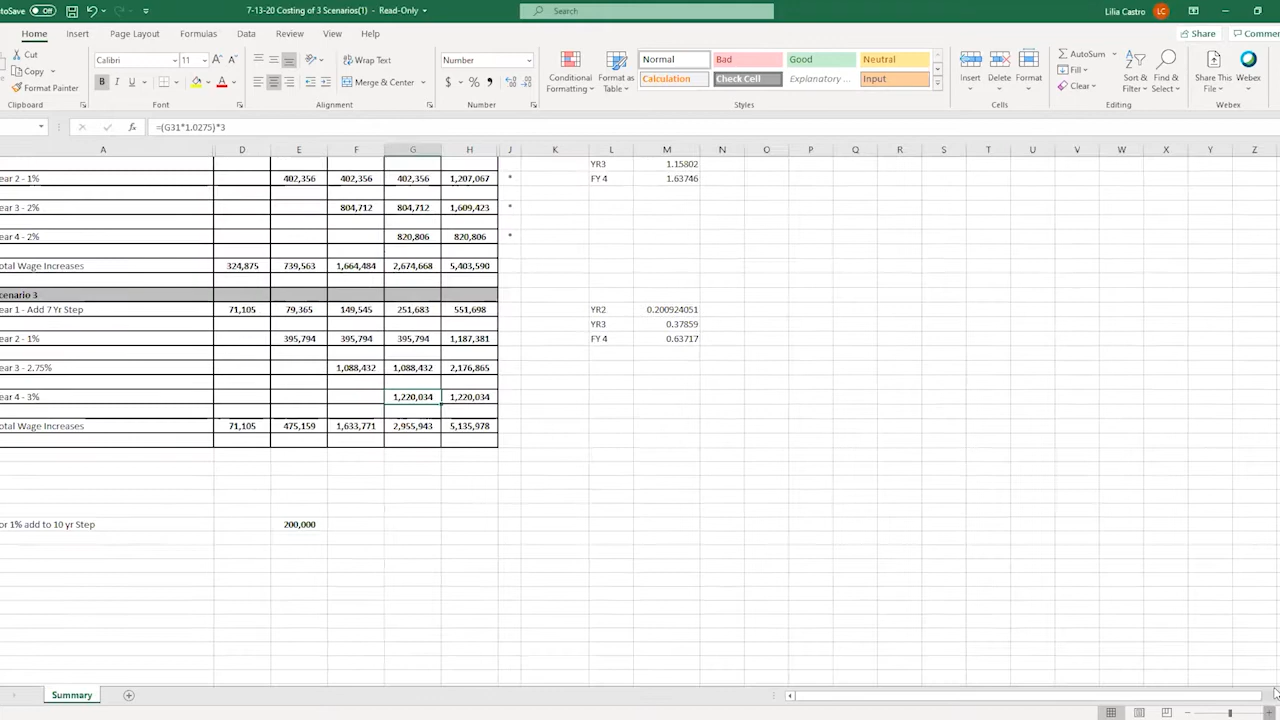 AutoSave Off 7-13-20 Costing of 3 Scenarios(1) - Read-Only Search Lilia Castro LC
Home Insert Page Layout Formulas Data Review View Help Share Commen
Cut Copy Format Painter Clipboard
Calibri 11 B I U A A Font
Wrap Text Merge & Center Alignment
Number $ % Number
Conditional Formatting Format as Table
Normal Bad Good Neutral
Calculation Check Cell Explanatory ... Input
Styles
Insert Delete Format Cells
AutoSum Fill Clear Sort & Filter Find & Select Editing
Share This File Webex Webex
fx =(G31*1.0275)*3
A D E F G H J K L M N O P Q R S T U V W X Y Z
YR3 1.15802
ear 2 - 1% 402,356 402,356 402,356 1,207,067 * FY 4 1.63746
ear 3 - 2% 804,712 804,712 1,609,423 *
ear 4 - 2% 820,806 820,806 *
otal Wage Increases 324,875 739,563 1,664,484 2,674,668 5,403,590
cenario 3
ear 1 - Add 7 Yr Step 71,105 79,365 149,545 251,683 551,698 YR2 0.200924051
YR3 0.37859
ear 2 - 1% 395,794 395,794 395,794 1,187,381 FY 4 0.63717
ear 3 - 2.75% 1,088,432 1,088,432 2,176,865
ear 4 - 3% 1,220,034 1,220,034
otal Wage Increases 71,105 475,159 1,633,771 2,955,943 5,135,978
or 1% add to 10 yr Step 200,000
Summary